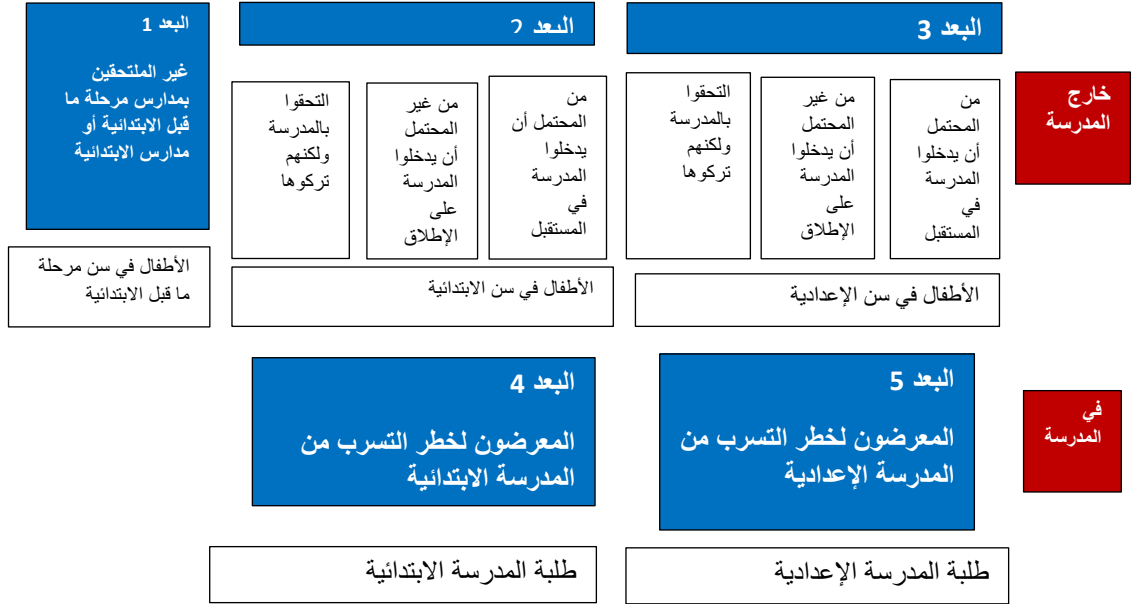 خارج
المدرسة
البعد 3
من
المحتمل
أن يدخلوا
المدرسة
في
المستقبل
من غير
المحتمل
أن يدخلوا
المدرسة
على
الإطلاق
التحقوا
بالمدرسة
ولكنهم
تركوها
الأطفال في سن الإعدادية
البعد 2
من
المحتمل أن
يدخلوا
المدرسة
في
المستقبل
من غير
المحتمل
أن يدخلوا
المدرسة
على
الإطلاق
التحقوا
بالمدرسة
ولكنهم
تركوها
الأطفال في سن الابتدائية
البعد 1
غير الملتحقين
بمدارس مرحلة ما
قبل الابتدائية أو
مدارس الابتدائية
الأطفال في سن مرحلة
ما قبل الابتدائية
في
المدرسة
البعد 5
المعرضون لخطر التسرب من
المدرسة الإعدادية
طلبة المدرسة الإعدادية
البعد 4
المعرضون لخطر التسرب من
المدرسة الابتدائية
طلبة المدرسة الابتدائية